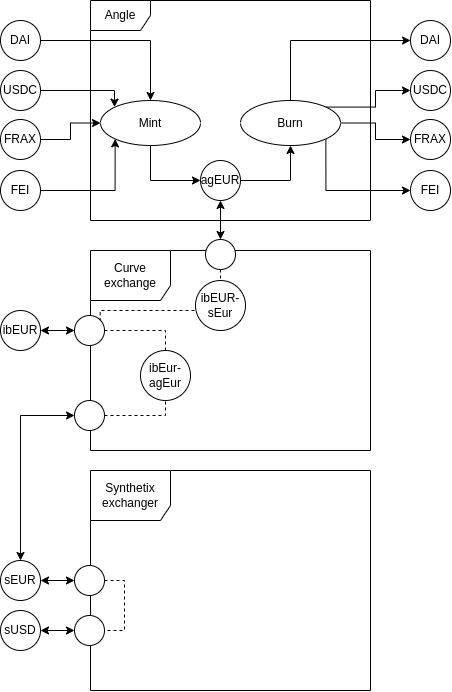 Angle
DAI
DAI
USDC
USDC
Mint
Burn
FRAX
FRAX
agEUR
FEI
FEI
Curve
exchange
ibEUR-
sEur
ibEUR
ibEur-
agEur
Synthetix
exchanger
sEUR
sUSD